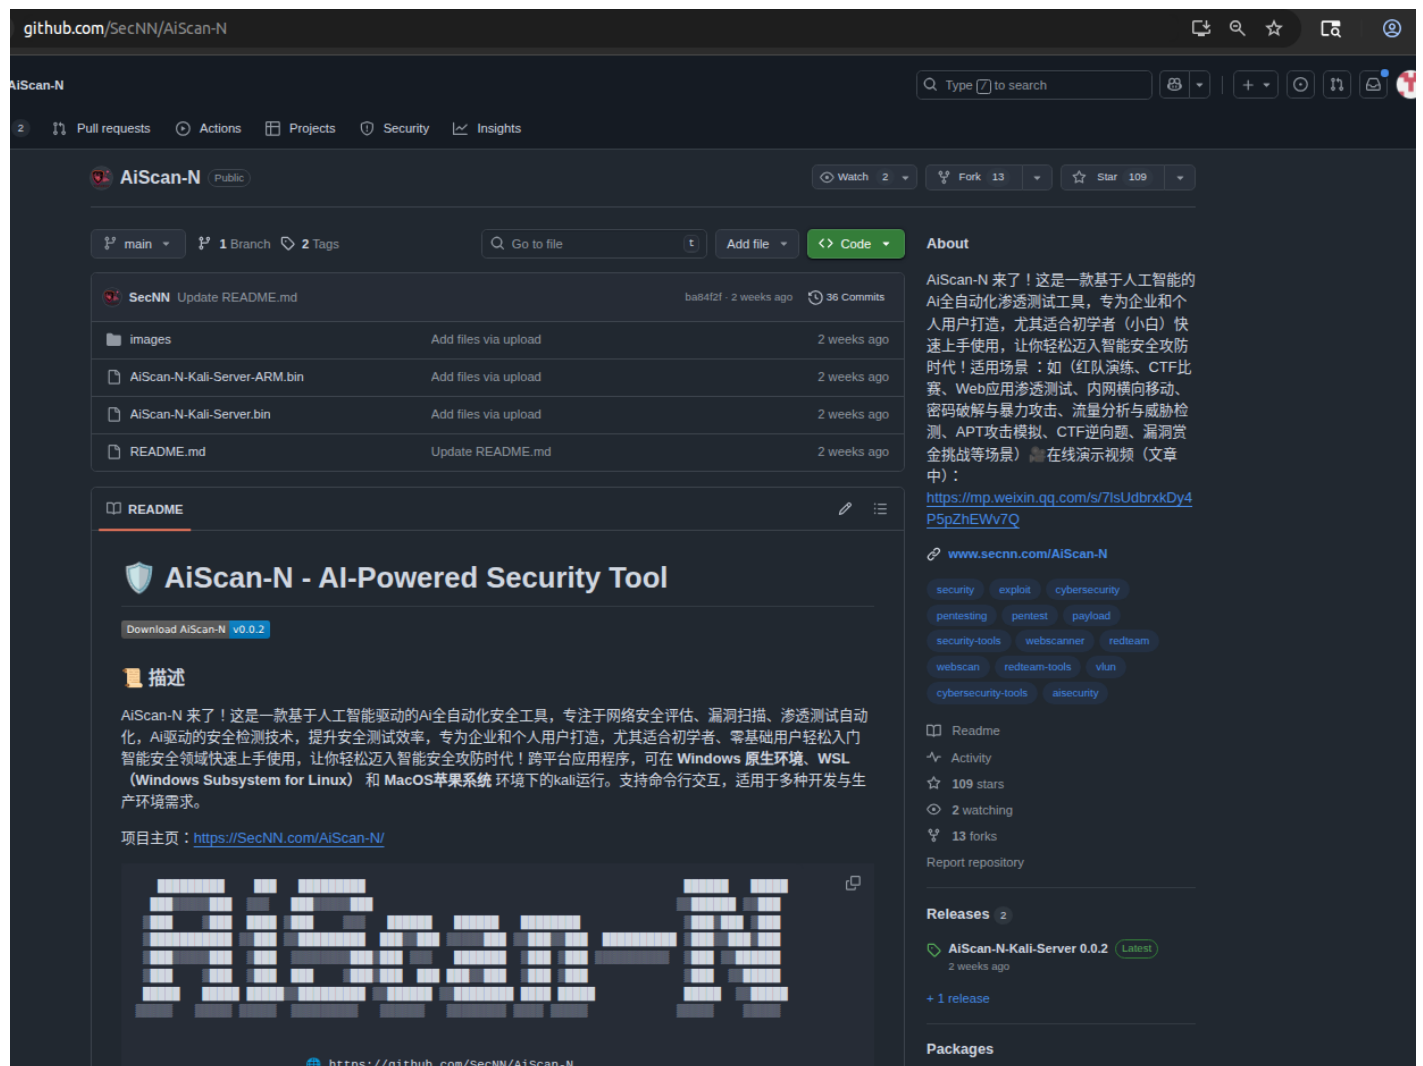 github.com/SecNN/AiScan-N
AiScan-N
Type / to search
2
Pull requests
Actions
Projects
Security
Insights
AiScan-N Public
Watch 2
Fork 13
Star 109
main
1 Branch
2 Tags
Go to file t
Add file
Code
SecNN Update README.md ba84f2f · 2 weeks ago 36 Commits
images Add files via upload 2 weeks ago
AiScan-N-Kali-Server-ARM.bin Add files via upload 2 weeks ago
AiScan-N-Kali-Server.bin Add files via upload 2 weeks ago
README.md Update README.md 2 weeks ago
README
AiScan-N - AI-Powered Security Tool
Download AiScan-N v0.0.2
描述
AiScan-N 来了！这是一款基于人工智能驱动的Ai全自动化安全工具，专注于网络安全评估、漏洞扫描、渗透测试自动
化，Ai驱动的安全检测技术，提升安全测试效率，专为企业和个人用户打造，尤其适合初学者、零基础用户轻松入门
智能安全领域快速上手使用，让你轻松迈入智能安全攻防时代！跨平台应用程序，可在 Windows 原生环境、WSL
（Windows Subsystem for Linux） 和 MacOS苹果系统 环境下的kali运行。支持命令行交互，适用于多种开发与生
产环境需求。
项目主页：https://SecNN.com/AiScan-N/
AiScan-N
https://github.com/SecNN/AiScan-N
About
AiScan-N 来了！这是一款基于人工智能的
Ai全自动化渗透测试工具，专为企业和个
人用户打造，尤其适合初学者（小白）快
速上手使用，让你轻松迈入智能安全攻防
时代！适用场景 ：如（红队演练、CTF比
赛、Web应用渗透测试、内网横向移动、
密码破解与暴力攻击、流量分析与威胁检
测、APT攻击模拟、CTF逆向题、漏洞赏
金挑战等场景）🎥在线演示视频（文章
中）：
https://mp.weixin.qq.com/s/7lsUdbrxkDy4
P5pZhEWv7Q
www.secnn.com/AiScan-N
security exploit cybersecurity
pentesting pentest payload
security-tools webscanner redteam
webscan redteam-tools vlun
cybersecurity-tools aisecurity
Readme
Activity
109 stars
2 watching
13 forks
Report repository
Releases 2
AiScan-N-Kali-Server 0.0.2 Latest
2 weeks ago
+ 1 release
Packages